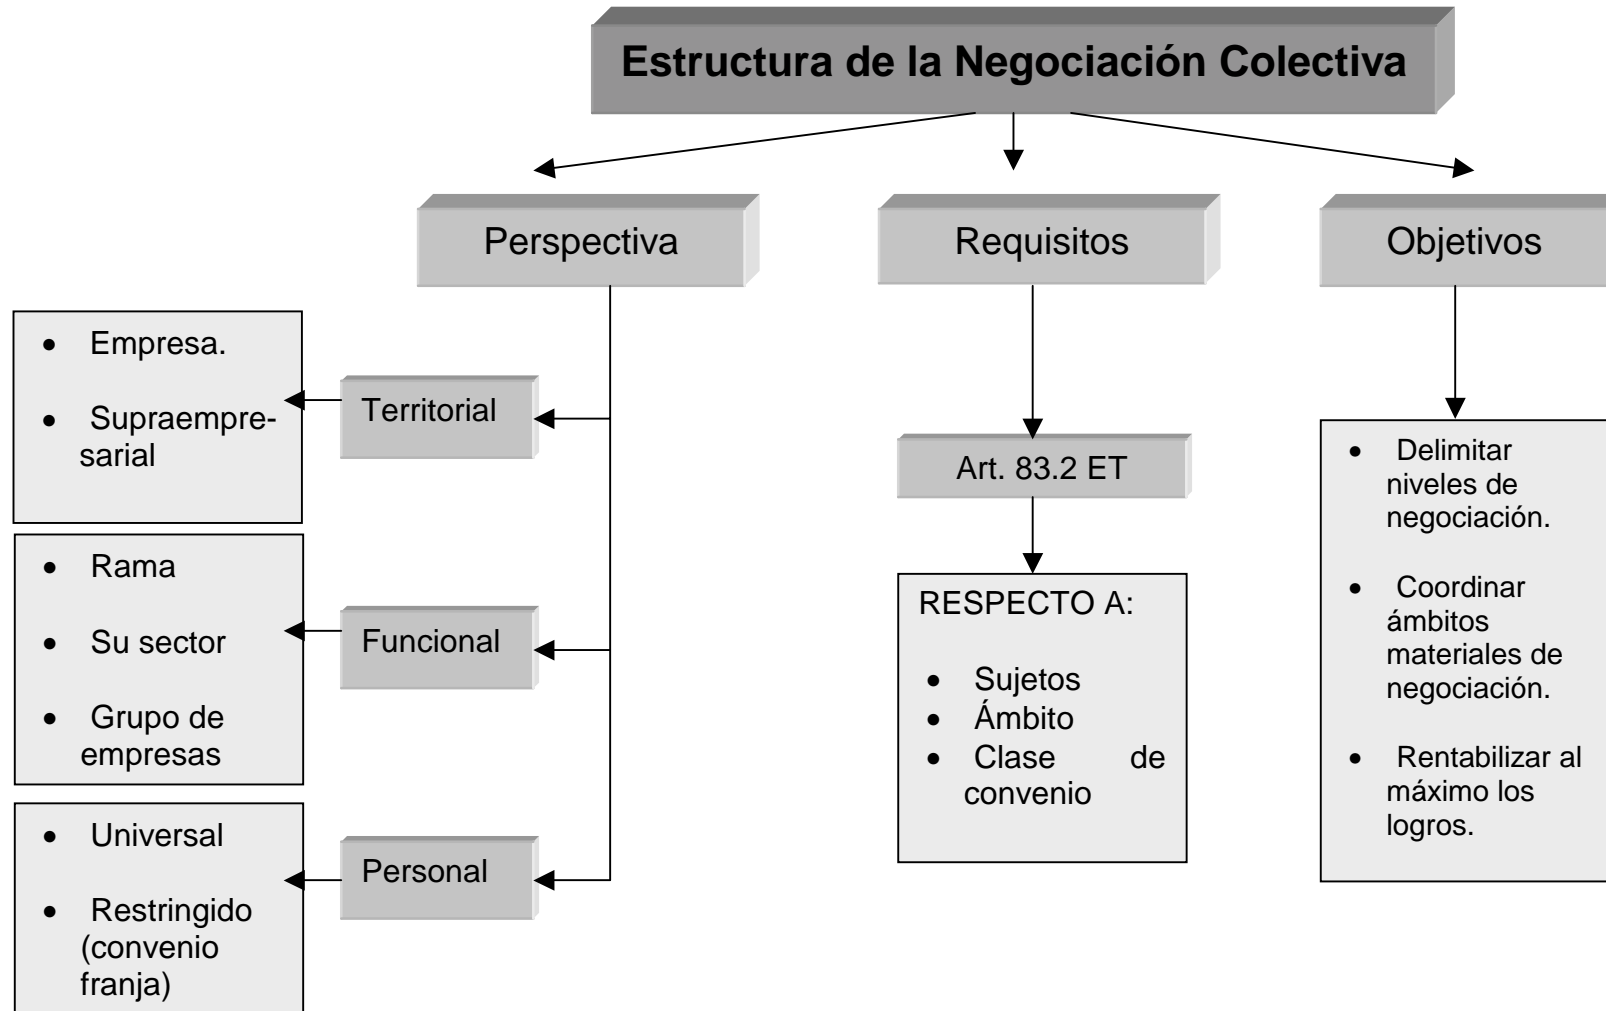 Estructura de la Negociación Colectiva
Perspectiva
Requisitos
Objetivos
• Empresa.
• Supraempre-
sarial
Territorial
• Rama
• Su sector
• Grupo de
empresas
Funcional
• Universal
• Restringido
(convenio
franja)
Personal
Art. 83.2 ET
RESPECTO A:
• Sujetos
• Ámbito
• Clase de
convenio
• Delimitar
niveles de
negociación.
• Coordinar
ámbitos
materiales de
negociación.
• Rentabilizar al
máximo los
logros.